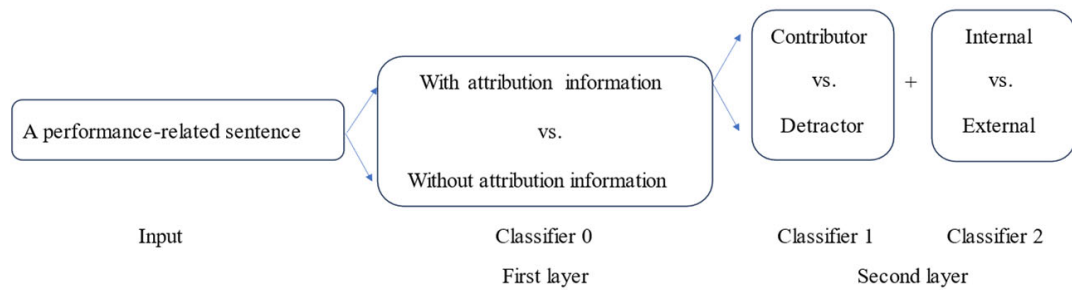 A performance-related sentence
With attribution information
vs.
Without attribution information
Contributor
vs.
Detractor
+
Internal
vs.
External
Input
Classifier 0
Classifier 1
Classifier 2
First layer
Second layer